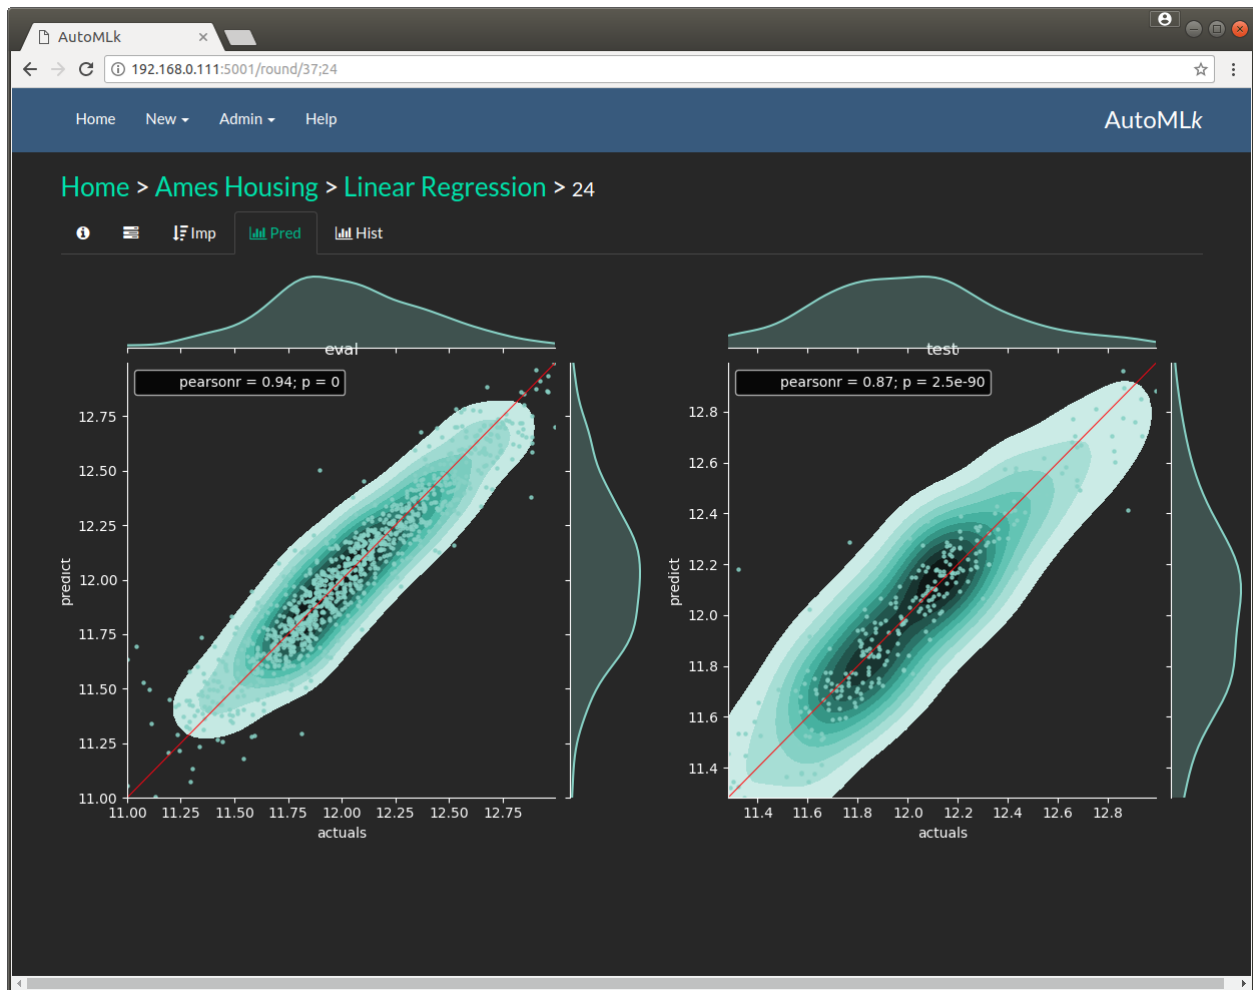 AutoMLk
192.168.0.111:5001/round/37;24
Home New Admin Help AutoMLk
Home > Ames Housing > Linear Regression > 24
Imp Pred Hist
eval
pearsonr = 0.94; p = 0
12.75
12.50
12.25
12.00
11.75
11.50
11.25
11.00
predict
11.00 11.25 11.50 11.75 12.00 12.25 12.50 12.75
actuals
test
pearsonr = 0.87; p = 2.5e-90
12.8
12.6
12.4
12.2
12.0
11.8
11.6
11.4
predict
11.4 11.6 11.8 12.0 12.2 12.4 12.6 12.8
actuals